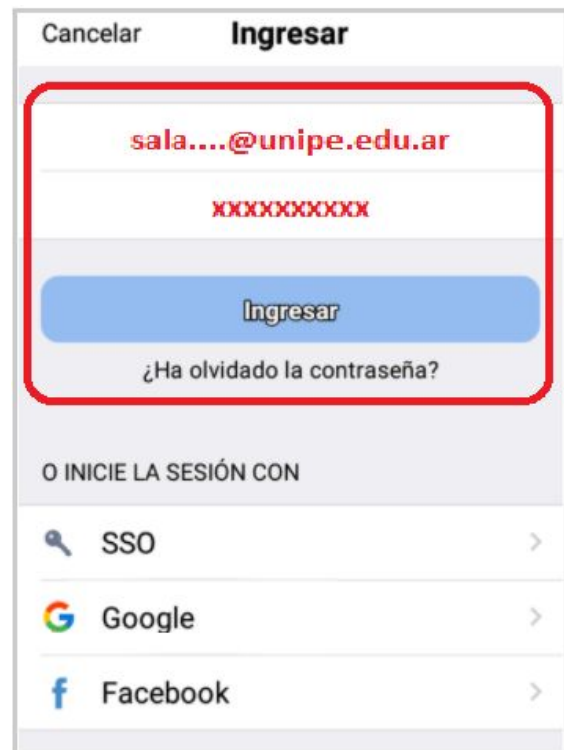 Cancelar Ingresar
sala....@unipe.edu.ar
xxxxxxxxxx
Ingresar
¿Ha olvidado la contraseña?
O INICIE LA SESIÓN CON
SSO
Google
Facebook